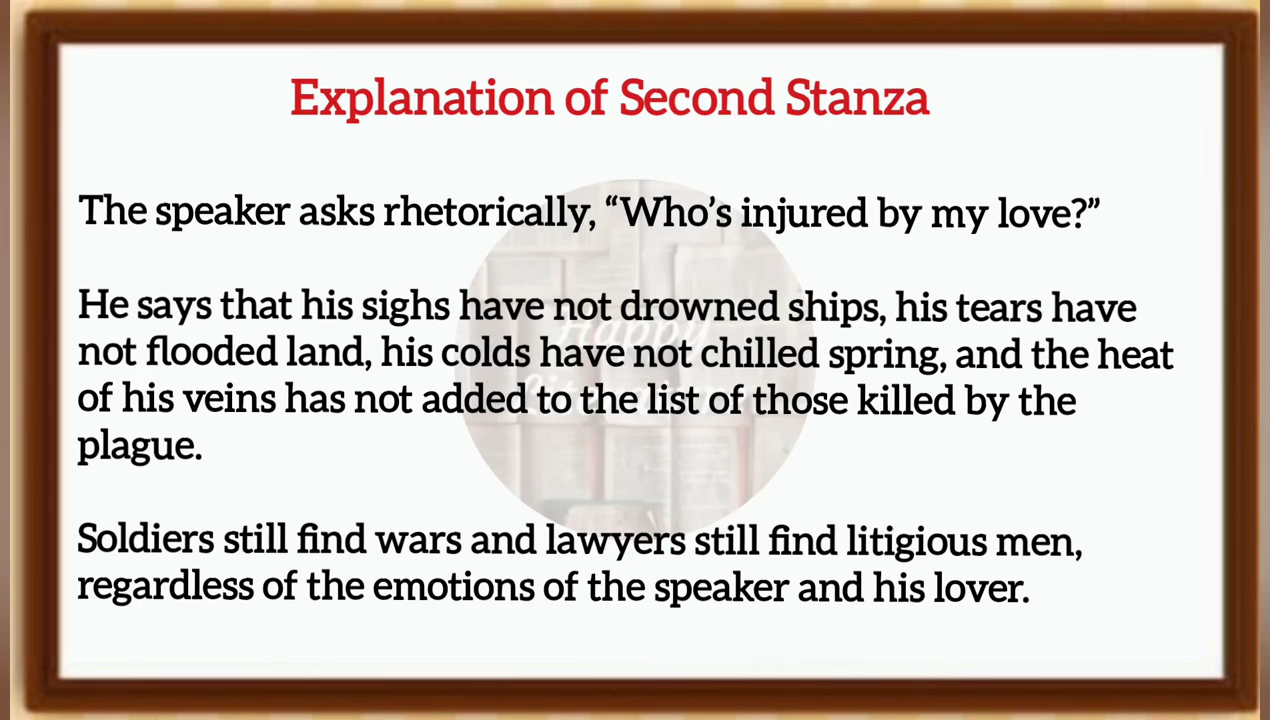 Explanation of Second Stanza
The speaker asks rhetorically, “Who’s injured by my love?”
He says that his sighs have not drowned ships, his tears have
not flooded land, his colds have not chilled spring, and the heat
of his veins has not added to the list of those killed by the
plague.
Soldiers still find wars and lawyers still find litigious men,
regardless of the emotions of the speaker and his lover.
Happy